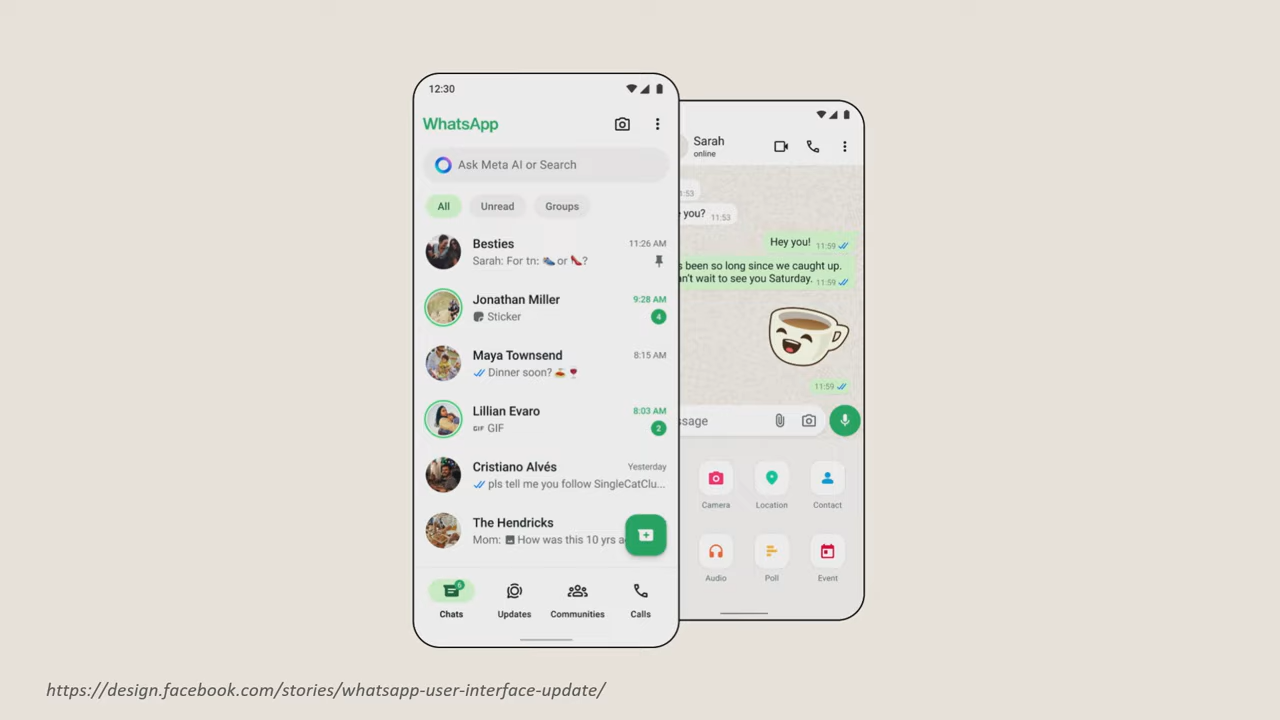 12:30
WhatsApp
Ask Meta AI or Search
All
Unread
Groups
Besties
11:26 AM
Sarah: For tn: 👟 or 👠?
Jonathan Miller
9:28 AM
Sticker
4
Maya Townsend
8:15 AM
Dinner soon? 🍝 🍷
Lillian Evaro
8:03 AM
GIF GIF
2
Cristiano Alvés
Yesterday
pls tell me you follow SingleCatClu...
The Hendricks
Mom: How was this 10 yrs a
6
Chats
Updates
Communities
Calls
Sarah
online
:53
you? 11:53
Hey you! 11:59
s been so long since we caught up.
an't wait to see you Saturday. 11:59
11:59
ssage
Camera
Location
Contact
Audio
Poll
Event
https://design.facebook.com/stories/whatsapp-user-interface-update/